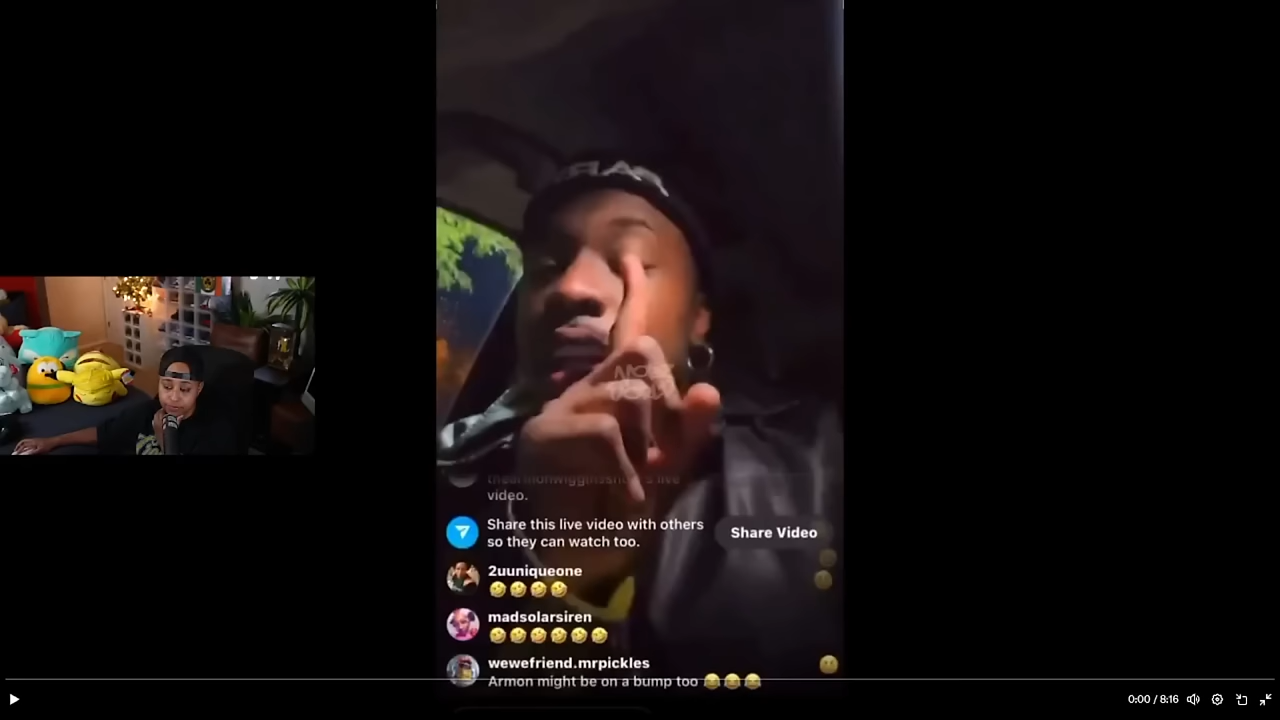 video.
Share this live video with others
so they can watch too.
Share Video
2uuniqueone
🤣🤣🤣🤣
madsolarsiren
🤣🤣🤣🤣🤣🤣
wewefriend.mrpickles
Armon might be on a bump too 😂😂😂
0:00 / 8:16